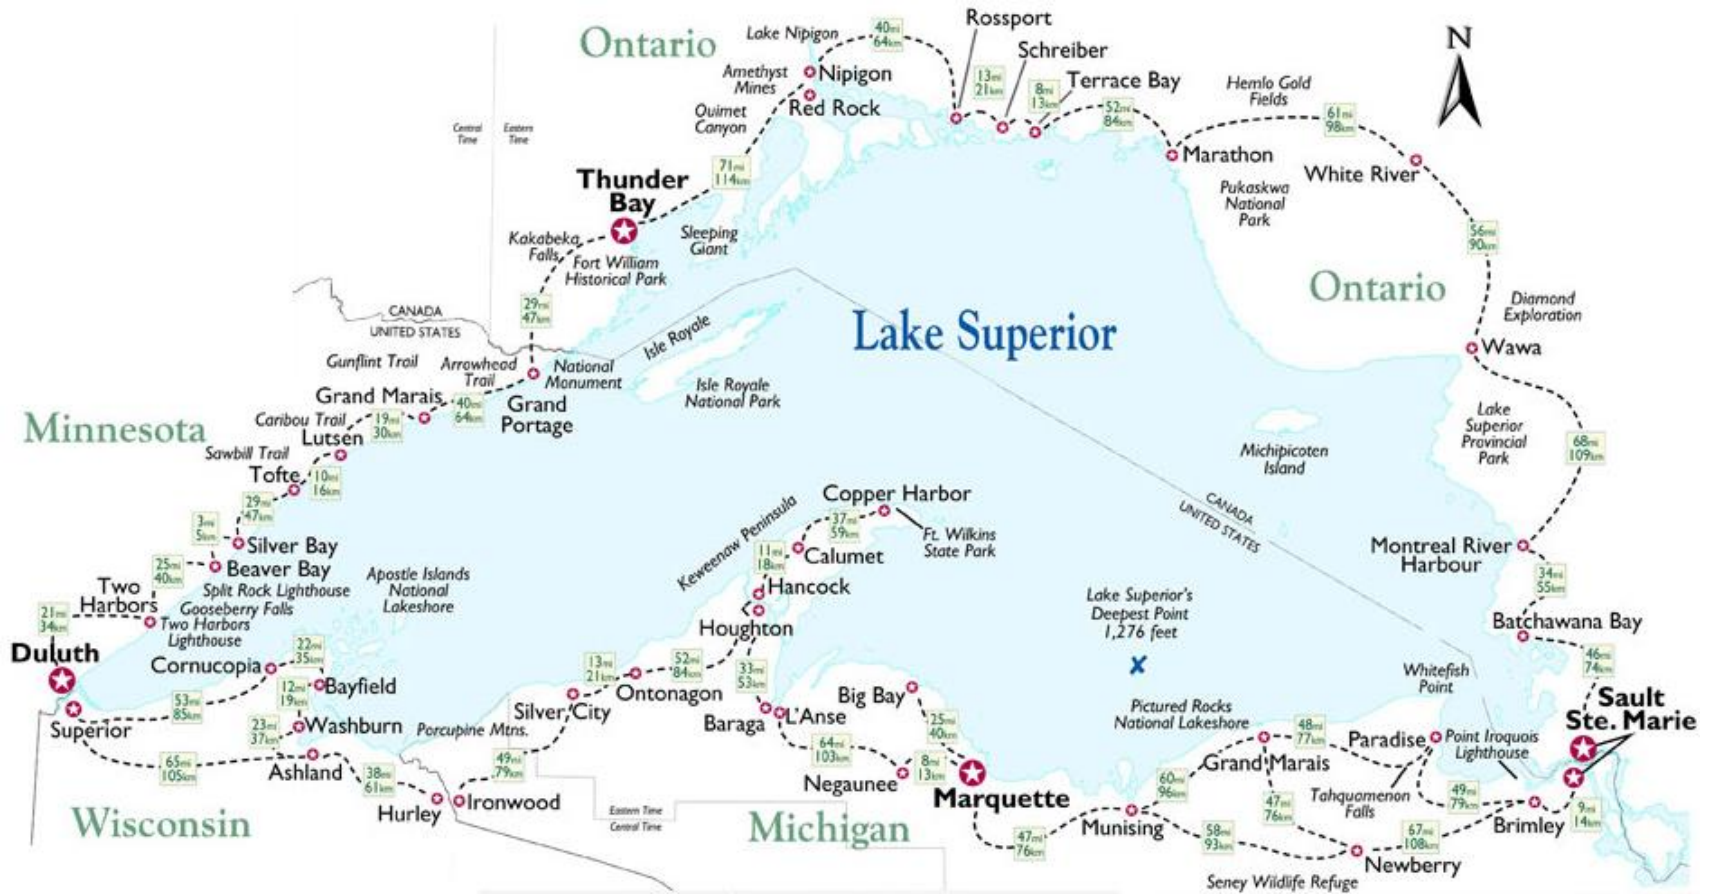 Ontario
Lake Nipigon
40mi
64km
Rossport
Schreiber
13mi
21km
8mi
13km
Terrace Bay
52mi
84km
Hemlo Gold
Fields
61mi
98km
N
Amethyst
Mines
Nipigon
Red Rock
Ouimet
Canyon
Central
Time
Eastern
Time
71mi
114km
Marathon
White River
Pukaskwa
National
Park
Thunder
Bay
Kakabeka
Falls
Fort William
Historical Park
Sleeping
Giant
56mi
90km
Ontario
Diamond
Exploration
29mi
47km
CANADA
UNITED STATES
Lake Superior
Isle Royale
Wawa
Gunflint Trail
Arrowhead
Trail
National
Monument
Isle Royale
National Park
Grand Marais
40mi
64km
Grand
Portage
Minnesota
Caribou Trail
19mi
30km
Lutsen
Sawbill Trail
Tofte
10mi
16km
Lake
Superior
Provincial
Park
68mi
109km
Michipicoten
Island
29mi
47km
3mi
5km
Silver Bay
Beaver Bay
25mi
40km
Two
Harbors
Split Rock Lighthouse
Gooseberry Falls
Two Harbors
Lighthouse
21mi
34km
Duluth
Apostle Islands
National
Lakeshore
Keweenaw Peninsula
Copper Harbor
37mi
59km
Ft. Wilkins
State Park
11mi
18km
Calumet
Hancock
Houghton
CANADA
UNITED STATES
Montreal River
Harbour
34mi
55km
Batchawana Bay
Lake Superior's
Deepest Point
1,276 feet
46mi
74km
Whitefish
Point
Sault
Ste. Marie
Cornucopia
22mi
35km
12mi
19km
Bayfield
53mi
85km
Superior
23mi
37km
Washburn
65mi
105km
Ashland
38mi
61km
Hurley
Ironwood
Porcupine Mtns.
49mi
79km
Silver City
13mi
21km
Ontonagon
52mi
84km
33mi
53km
Baraga
L'Anse
Big Bay
25mi
40km
64mi
103km
Negaunee
8mi
13km
Marquette
Pictured Rocks
National Lakeshore
48mi
77km
Paradise
Point Iroquois
Lighthouse
Grand Marais
60mi
96km
Tahquamenon
Falls
49mi
79km
47mi
76km
Brimley
9mi
14km
Wisconsin
Eastern Time
Central Time
Michigan
47mi
76km
Munising
58mi
93km
67mi
108km
Newberry
Seney Wildlife Refuge